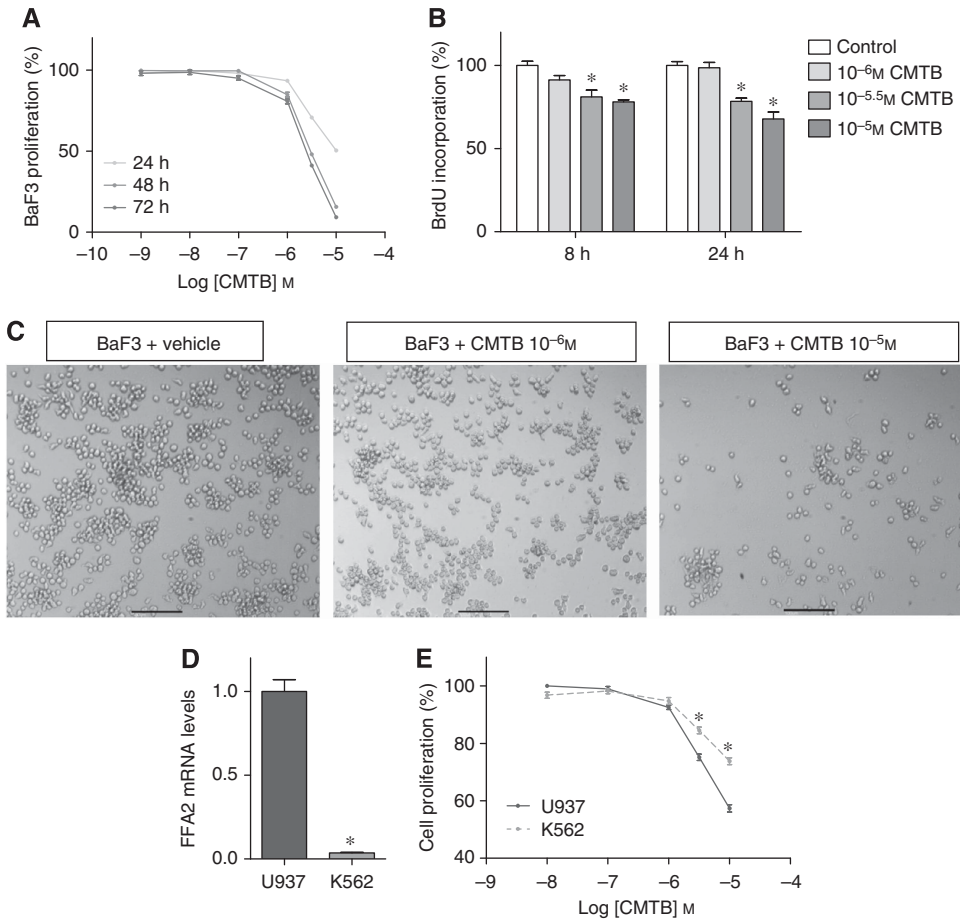 A
BaF3 proliferation (%)
100
50
0
24 h
48 h
72 h
–10 –9 –8 –7 –6 –5 –4
Log [CMTB] M
B
BrdU incorporation (%)
100
50
0
* * * *
8 h 24 h
Control
10⁻⁶M CMTB
10⁻⁵·⁵M CMTB
10⁻⁵M CMTB
C
BaF3 + vehicle
BaF3 + CMTB 10⁻⁶M
BaF3 + CMTB 10⁻⁵M
D
FFA2 mRNA levels
1.0
0.5
0.0
*
U937 K562
E
Cell proliferation (%)
100
80
60
40
* *
U937
K562
–9 –8 –7 –6 –5 –4
Log [CMTB] M